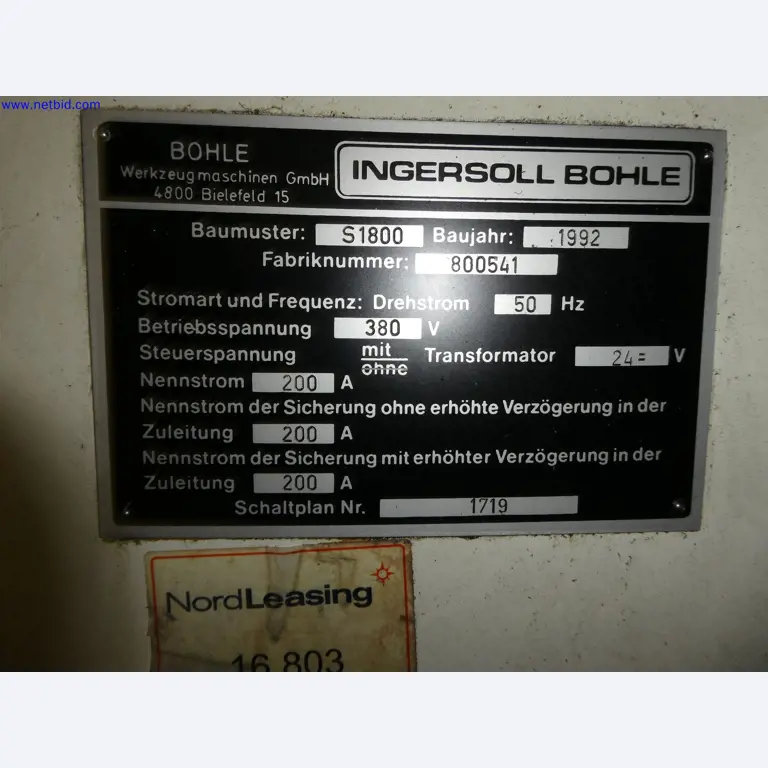 www.netbid.com
BOHLE
Werkzeugmaschinen GmbH
4800 Bielefeld 15
INGERSOLL BOHLE
Baumuster: S1800 Baujahr: 1992
Fabriknummer: 800541
Stromart und Frequenz: Drehstrom 50 Hz
Betriebsspannung 380 V
Steuerspannung mit ohne Transformator 24= V
Nennstrom 200 A
Nennstrom der Sicherung ohne erhöhte Verzögerung in der
Zuleitung 200 A
Nennstrom der Sicherung mit erhöhter Verzögerung in der
Zuleitung 200 A
Schaltplan Nr. 1719
NordLeasing
16 803